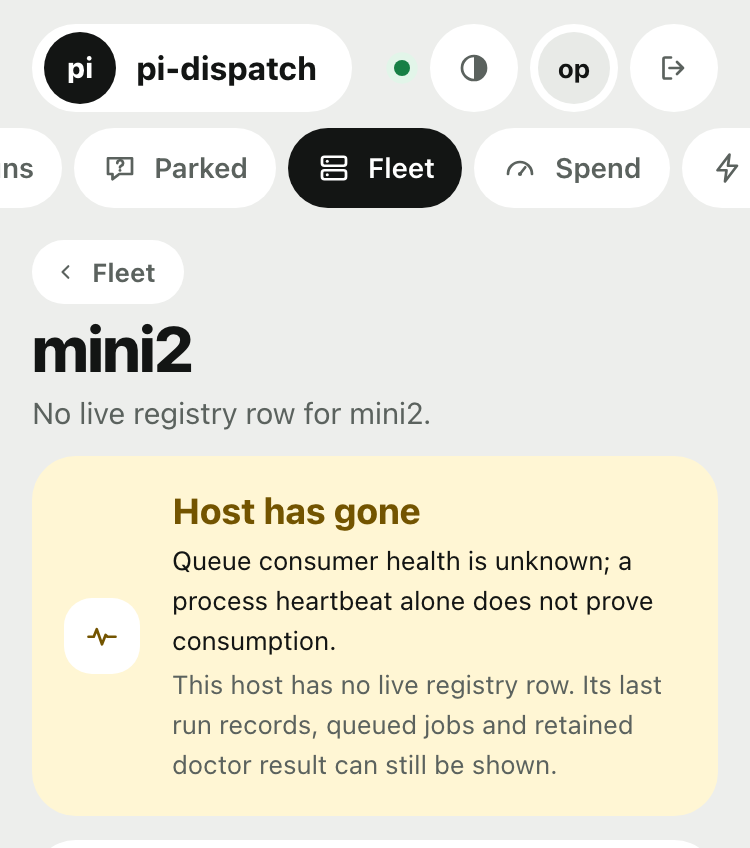 pi pi-dispatch op
ns Parked Fleet Spend
Fleet
mini2
No live registry row for mini2.
Host has gone
Queue consumer health is unknown; a
process heartbeat alone does not prove
consumption.
This host has no live registry row. Its last
run records, queued jobs and retained
doctor result can still be shown.